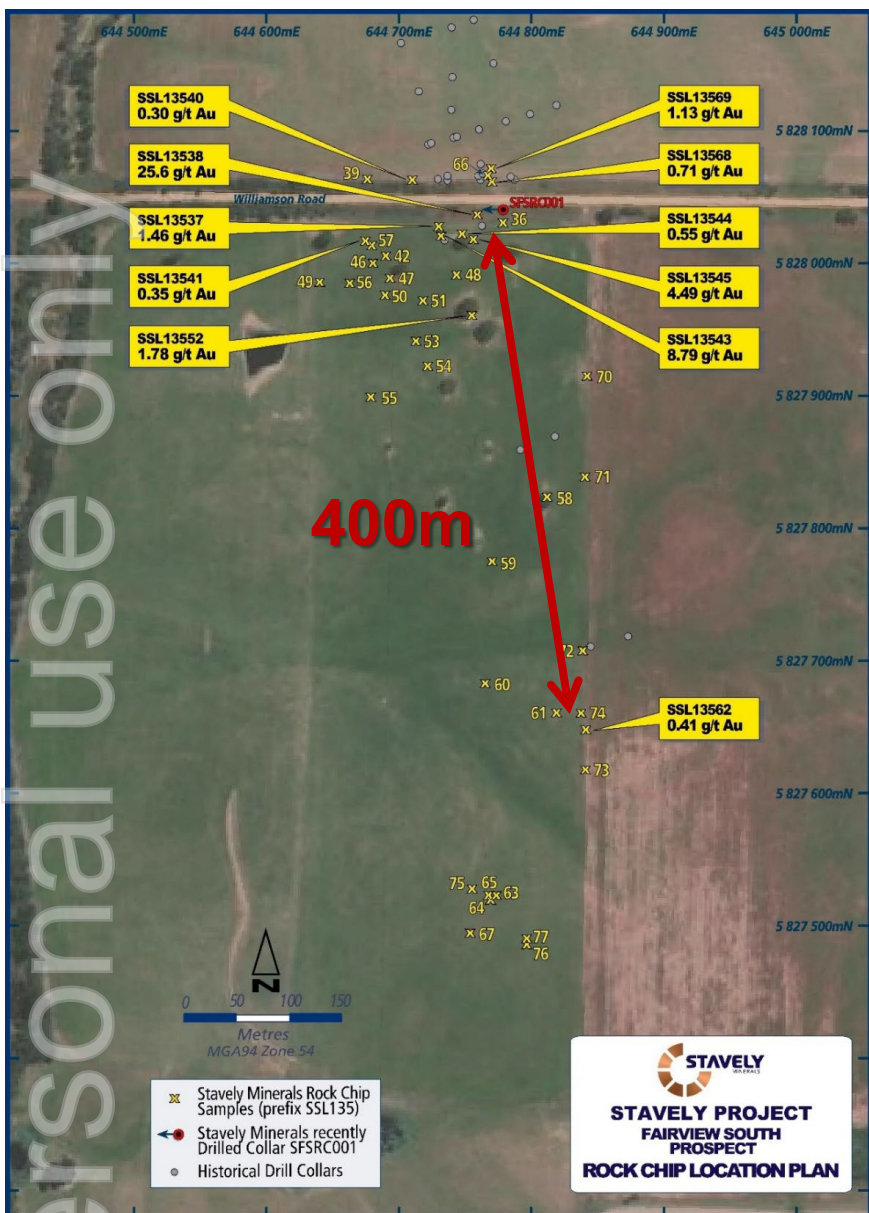 644 500mE
644 600mE
644 700mE
644 800mE
644 900mE
645 000mE
SSL13540
0.30 g/t Au
SSL13569
1.13 g/t Au
5 828 100mN
SSL13538
25.6 g/t Au
39
66
SSL13568
0.71 g/t Au
Williamson Road
SFSRC001
36
SSL13537
1.46 g/t Au
SSL13544
0.55 g/t Au
57
42
46
5 828 000mN
SSL13541
0.35 g/t Au
49
56
47
48
SSL13545
4.49 g/t Au
50
51
SSL13552
1.78 g/t Au
53
SSL13543
8.79 g/t Au
54
70
55
5 827 900mN
71
58
400m
5 827 800mN
59
72
5 827 700mN
60
61
74
SSL13562
0.41 g/t Au
73
5 827 600mN
75
65
63
64
67
77
76
5 827 500mN
N
0 50 100 150
Metres
MGA94 Zone 54
Stavely Minerals Rock Chip
Samples (prefix SSL135)
Stavely Minerals recently
Drilled Collar SFSRC001
Historical Drill Collars
STAVELY
MINERALS
STAVELY PROJECT
FAIRVIEW SOUTH
PROSPECT
ROCK CHIP LOCATION PLAN
ersonal use only